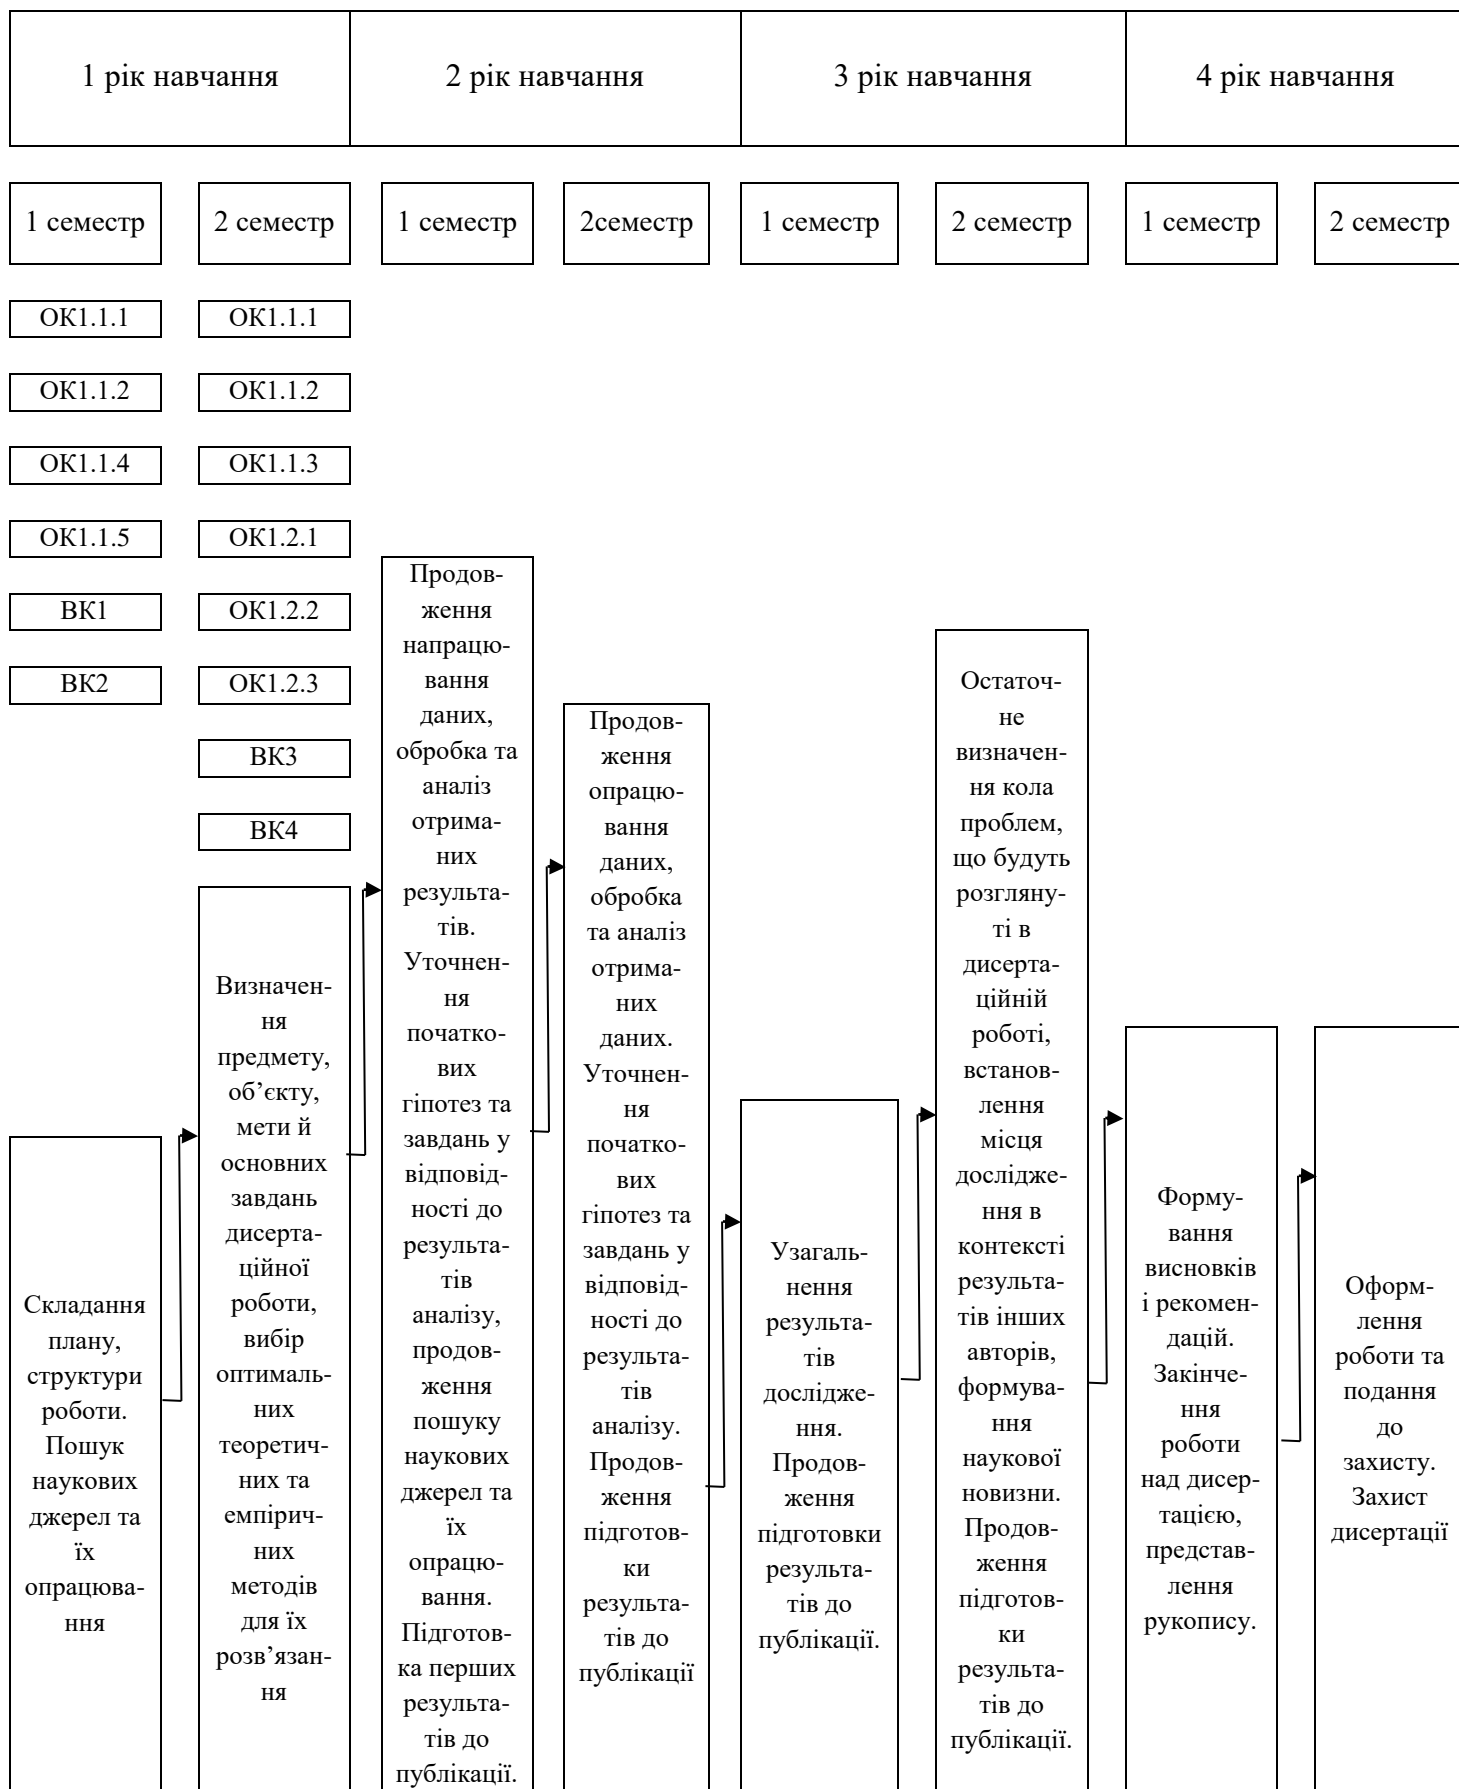 1 рік навчання
2 рік навчання
3 рік навчання
4 рік навчання
1 семестр
2 семестр
1 семестр
2семестр
1 семестр
2 семестр
1 семестр
2 семестр
ОК1.1.1
ОК1.1.2
ОК1.1.4
ОК1.1.5
ВК1
ВК2
ОК1.1.1
ОК1.1.2
ОК1.1.3
ОК1.2.1
ОК1.2.2
ОК1.2.3
ВК3
ВК4
Складання
плану,
структури
роботи.
Пошук
наукових
джерел та
їх
опрацюва-
ння
Визначен-
ня
предмету,
об’єкту,
мети й
основних
завдань
дисерта-
ційної
роботи,
вибір
оптималь-
них
теоретич-
них та
емпірич-
них
методів
для їх
розв’язан-
ня
Продов-
ження
напрацю-
вання
даних,
обробка та
аналіз
отрима-
них
результа-
тів.
Уточнен-
ня
початко-
вих
гіпотез та
завдань у
відповід-
ності до
результа-
тів
аналізу,
продов-
ження
пошуку
наукових
джерел та
їх
опрацю-
вання.
Підготов-
ка перших
результа-
тів до
публікації.
Продов-
ження
опрацю-
вання
даних,
обробка
та аналіз
отрима-
них
даних.
Уточнен-
ня
початко-
вих
гіпотез та
завдань у
відповід-
ності до
результа-
тів
аналізу.
Продов-
ження
підготов-
ки
результа-
тів до
публікації
Узагаль-
нення
результа-
тів
дослідже-
ння.
Продов-
ження
підготовки
результа-
тів до
публікації.
Остаточ-
не
визначен-
ня кола
проблем,
що будуть
розгляну-
ті в
дисерта-
ційній
роботі,
встанов-
лення
місця
дослідже-
ння в
контексті
результа-
тів інших
авторів,
формува-
ння
наукової
новизни.
Продов-
ження
підготов-
ки
результа-
тів до
публікації.
Форму-
вання
висновків
і рекомен-
дацій.
Закінче-
ння
роботи
над дисер-
тацією,
представ-
лення
рукопису.
Оформ-
лення
роботи та
подання
до
захисту.
Захист
дисертації